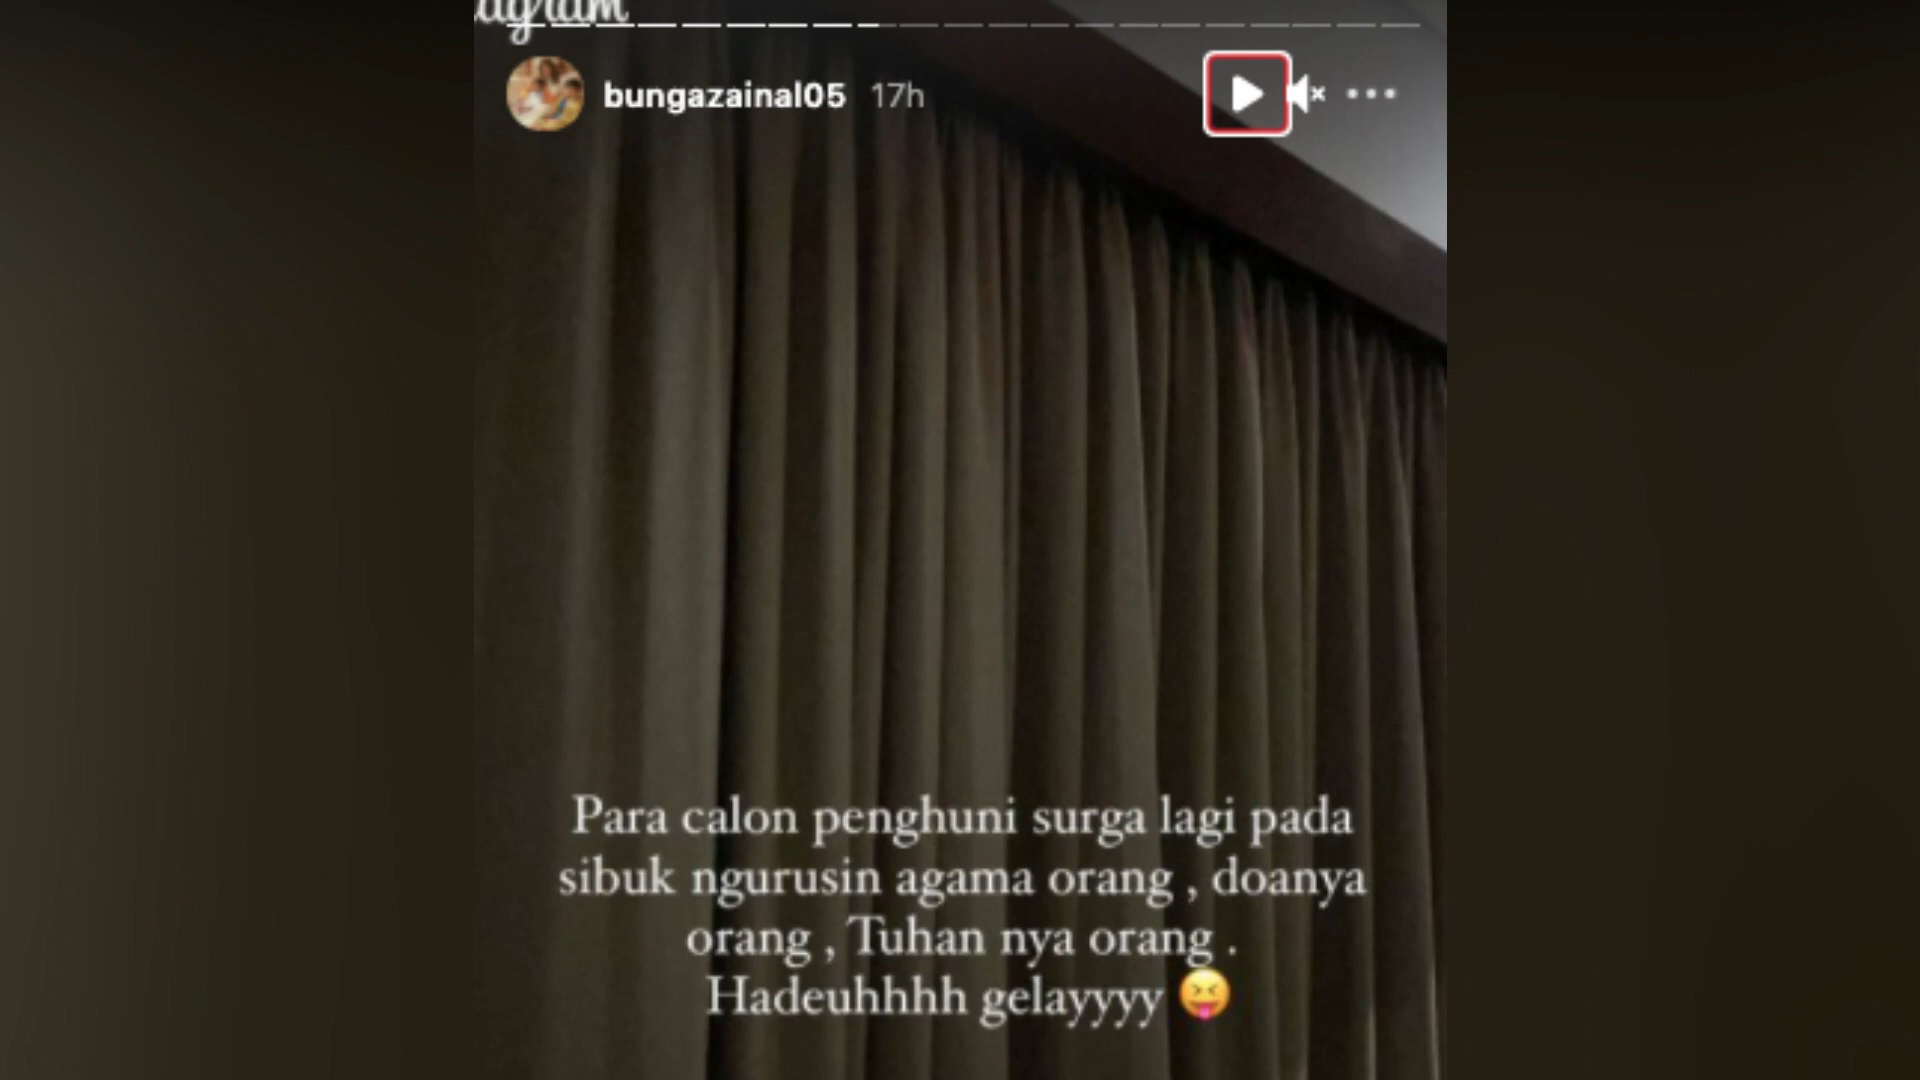 bungazainal05 17h
Para calon penghuni surga lagi pada
sibuk ngurusin agama orang , doanya
orang , Tuhan nya orang .
Hadeuhhhh gelayyyy 😝